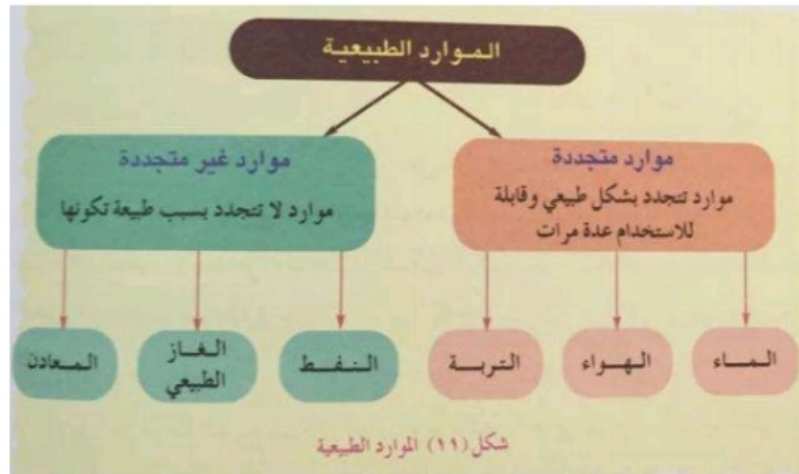 الموارد الطبيعية
موارد متجددة
موارد تتجدد بشكل طبيعي وقابلة
للاستخدام عدة مرات
موارد غير متجددة
موارد لا تتجدد بسبب طبيعة تكونها
الماء
الهواء
التربة
النفط
الغاز
الطبيعي
المعادن
شكل (١١) الموارد الطبيعية